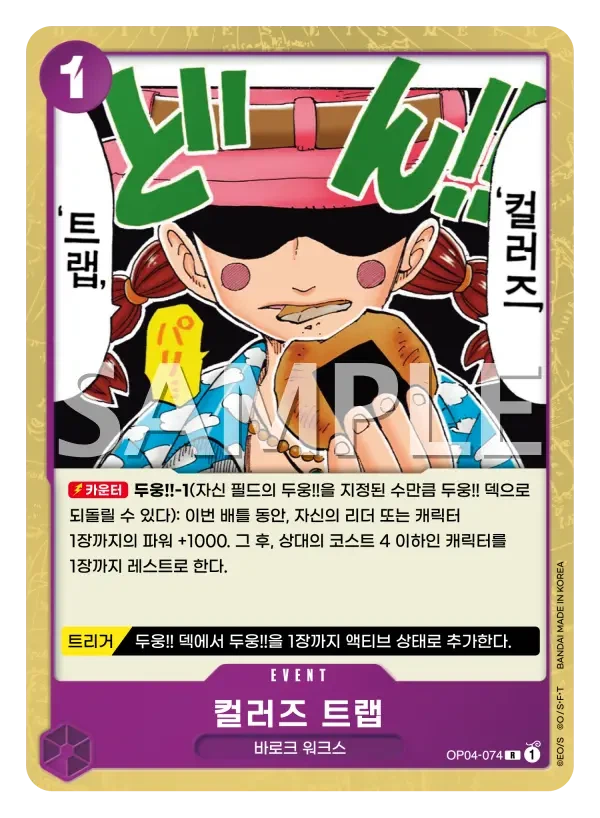 1
どん!!
'컬러즈'
'트랩,
パリ
SAMPLE
카운터 두웅!!-1(자신 필드의 두웅!!을 지정된 수만큼 두웅!! 덱으로
되돌릴 수 있다): 이번 배틀 동안, 자신의 리더 또는 캐릭터
1장까지의 파워 +1000. 그 후, 상대의 코스트 4 이하인 캐릭터를
1장까지 레스트로 한다.
트리거 두웅!! 덱에서 두웅!!을 1장까지 액티브 상태로 추가한다.
EVENT
컬러즈 트랩
바로크 워크스
OP04-074 R 1
©EO/S ©O/S·F·T BANDAI MADE IN KOREA